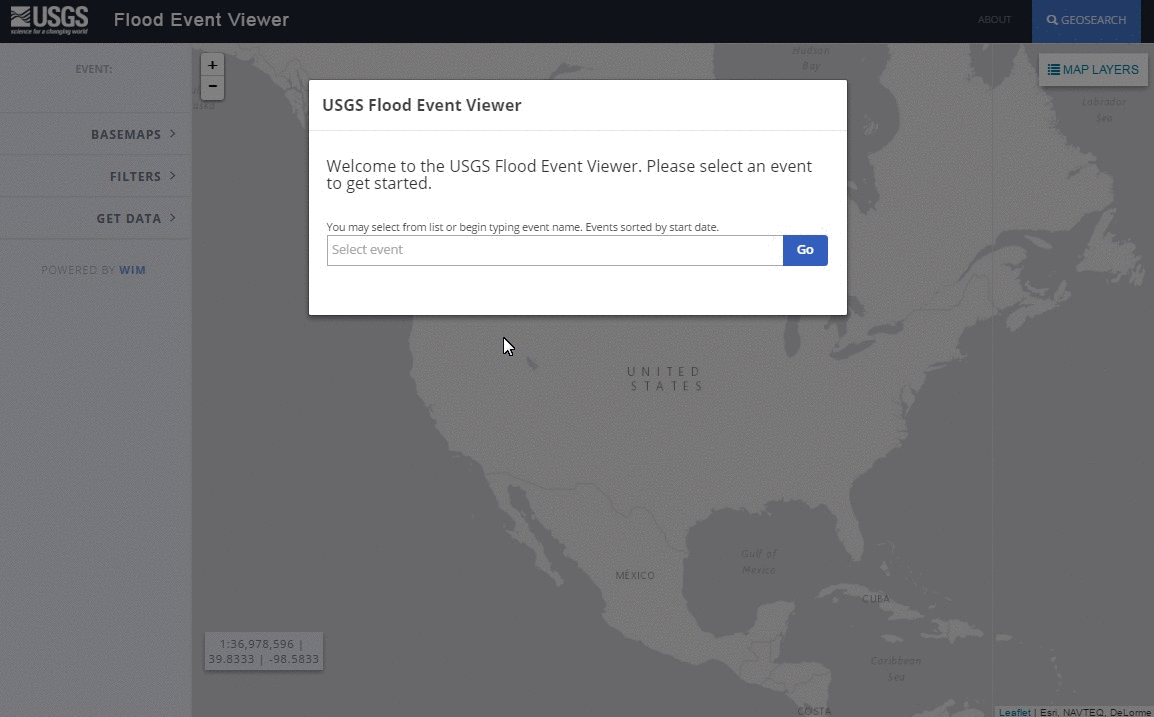 USGS
science for a changing world
Flood Event Viewer
ABOUT
GEOSEARCH
EVENT:
BASEMAPS
FILTERS
GET DATA
POWERED BY WIM
+
−
MAP LAYERS
Hudson
Bay
Labrador
Sea
USGS Flood Event Viewer
Welcome to the USGS Flood Event Viewer. Please select an event
to get started.
You may select from list or begin typing event name. Events sorted by start date.
Select event
Go
UNITED
STATES
Gulf of
Mexico
MÉXICO
CUBA
Caribbean
Sea
COSTA
1:36,978,596 |
39.8333 | -98.5833
Leaflet | Esri, NAVTEQ, DeLorme